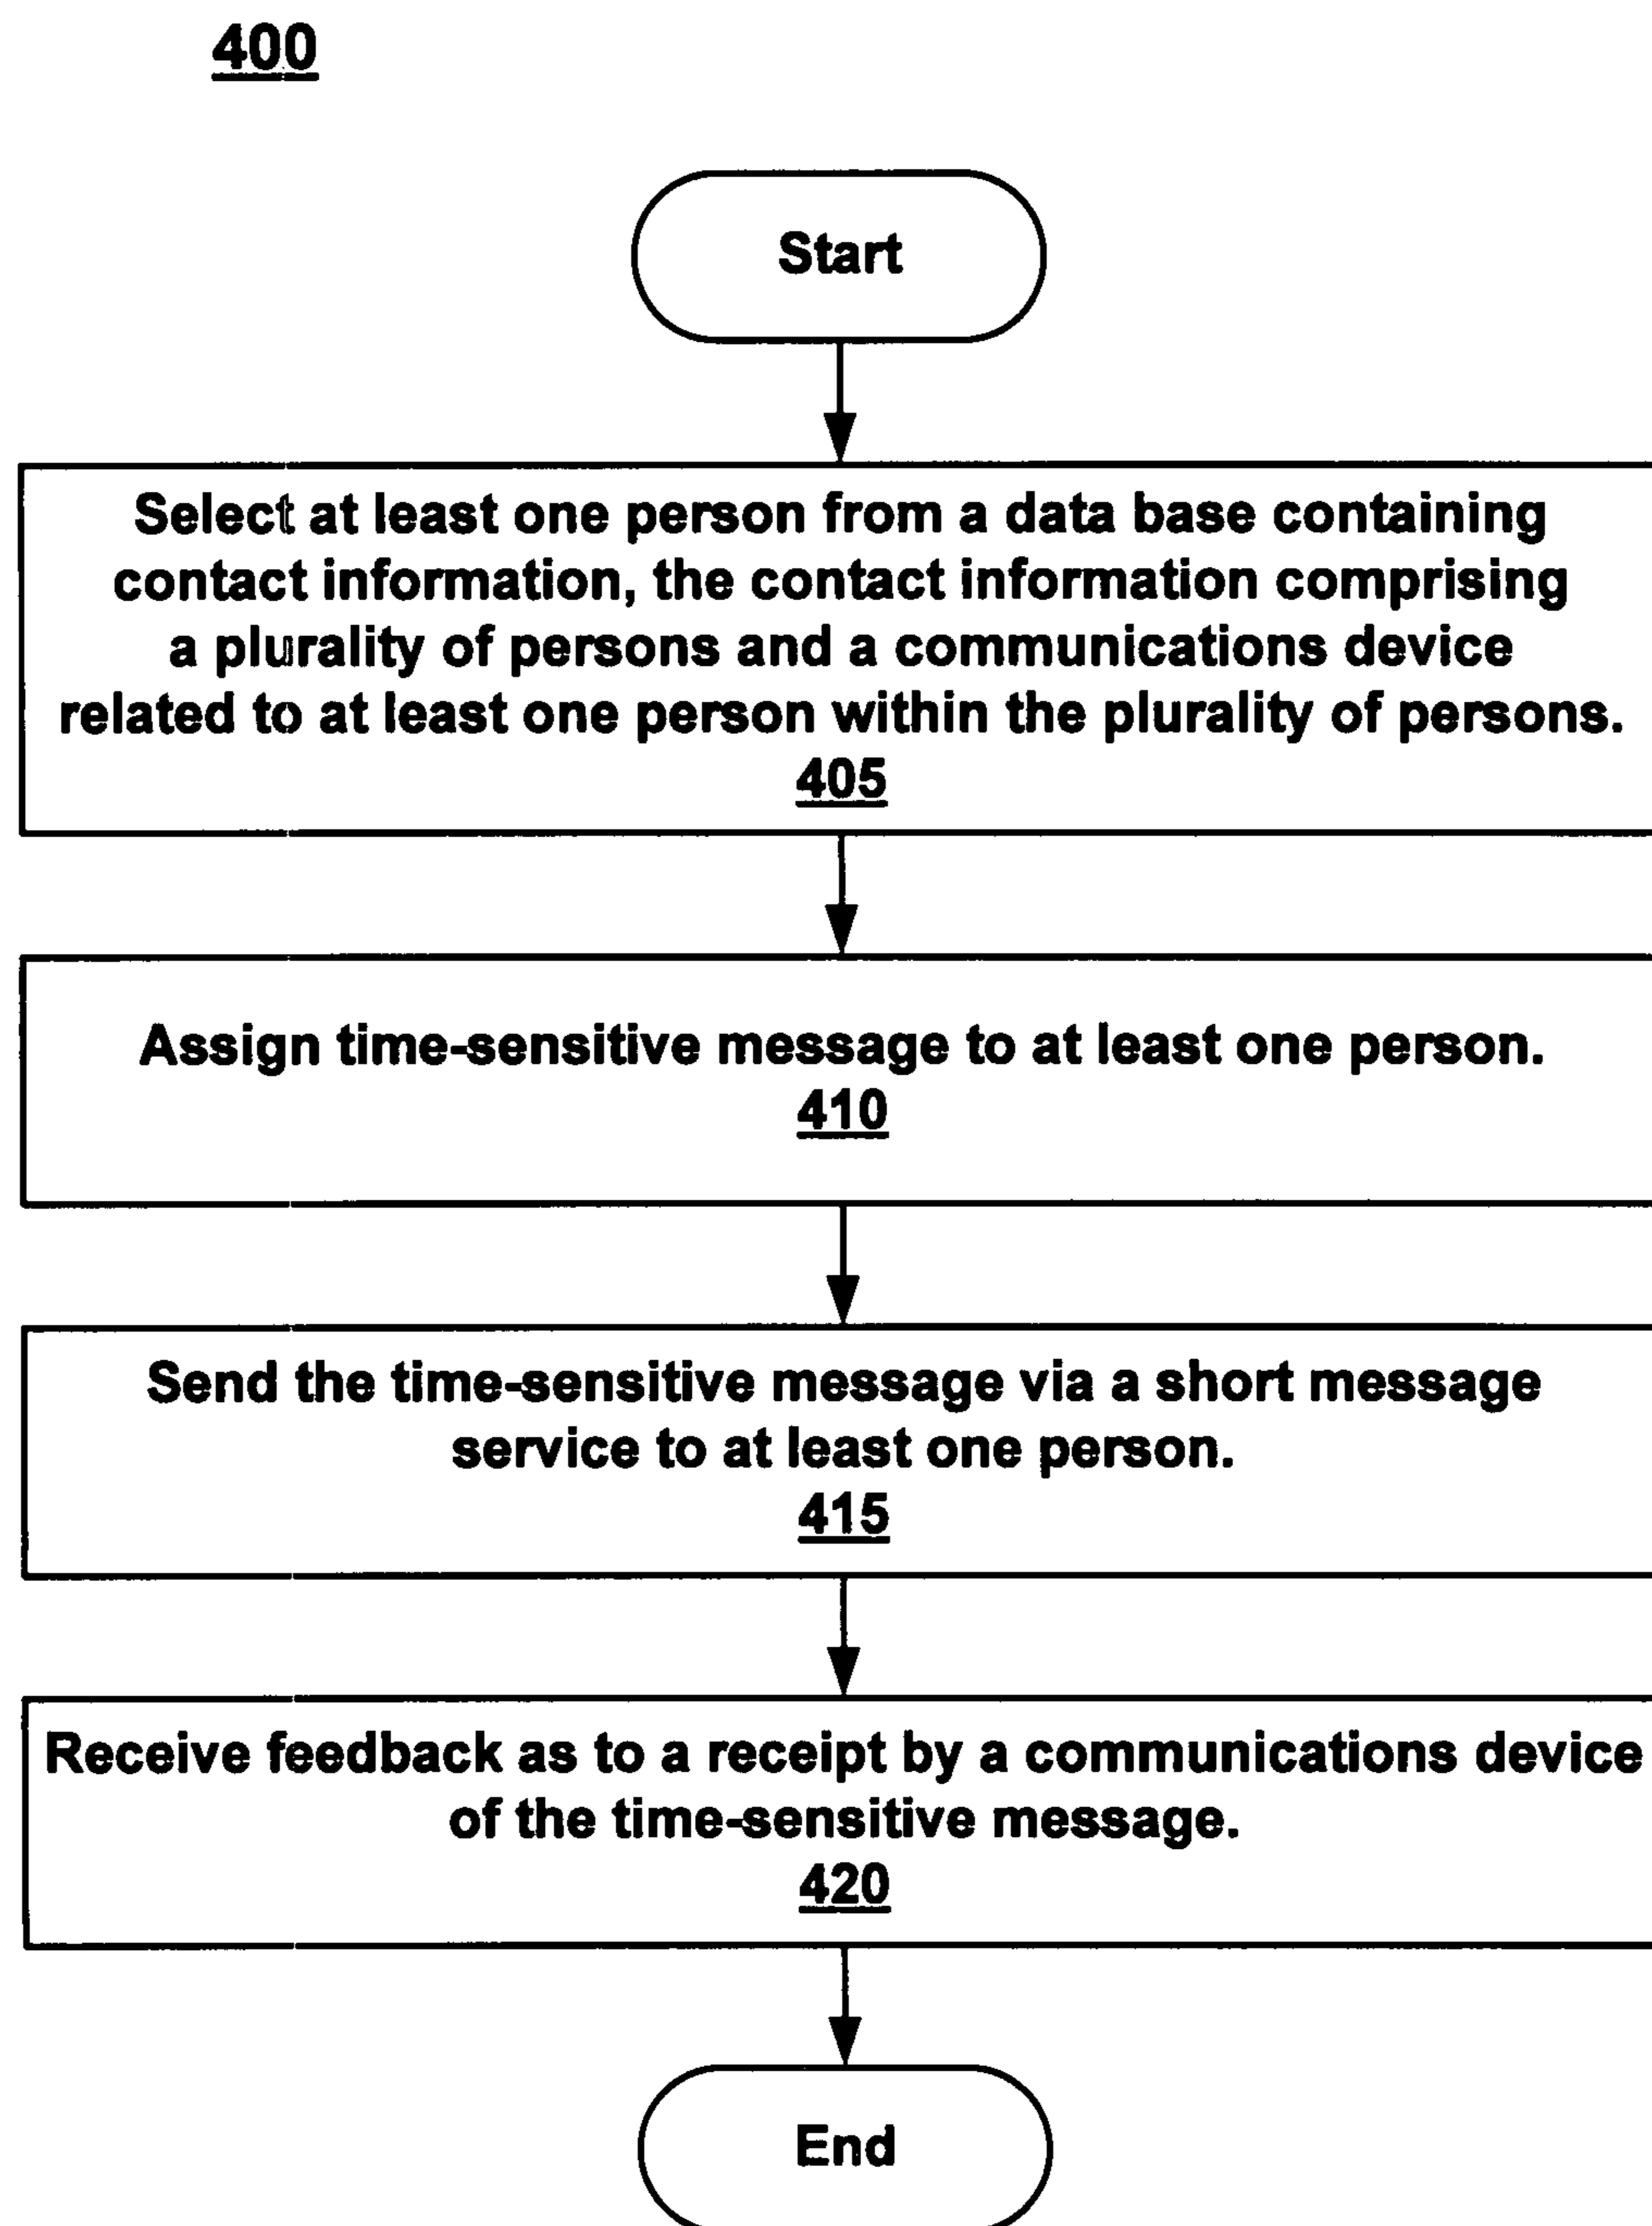 400
Start
Select at least one person from a data base containing
contact information, the contact information comprising
a plurality of persons and a communications device
related to at least one person within the plurality of persons.
405
Assign time-sensitive message to at least one person.
410
Send the time-sensitive message via a short message
service to at least one person.
415
Receive feedback as to a receipt by a communications device
of the time-sensitive message.
420
End